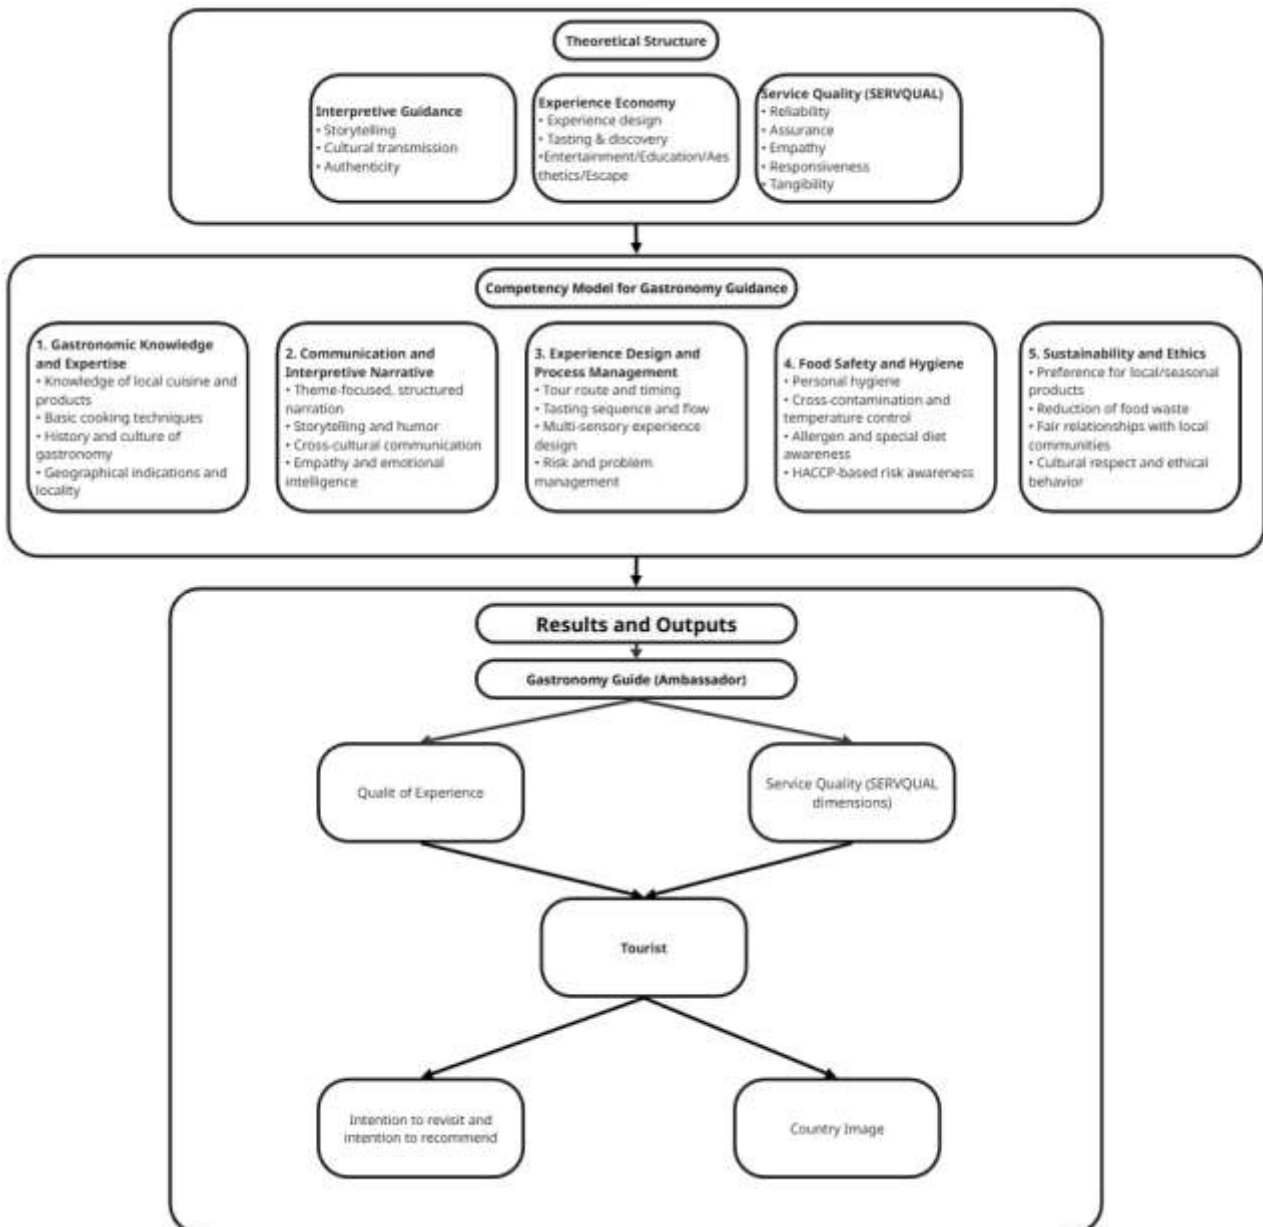 Theoretical Structure
Interpretive Guidance
• Storytelling
• Cultural transmission
• Authenticity
Experience Economy
• Experience design
• Tasting & discovery
•Entertainment/Education/Aes
thetics/Escape
Service Quality (SERVQUAL)
• Reliability
• Assurance
• Empathy
• Responsiveness
• Tangibility
Competency Model for Gastronomy Guidance
1. Gastronomic Knowledge
and Expertise
• Knowledge of local cuisine and
products
• Basic cooking techniques
• History and culture of
gastronomy
• Geographical indications and
locality
2. Communication and
Interpretive Narrative
• Theme-focused, structured
narration
• Storytelling and humor
• Cross-cultural communication
• Empathy and emotional
intelligence
3. Experience Design and
Process Management
• Tour route and timing
• Tasting sequence and flow
• Multi-sensory experience
design
• Risk and problem
management
4. Food Safety and Hygiene
• Personal hygiene
• Cross-contamination and
temperature control
• Allergen and special diet
awareness
• HACCP-based risk awareness
5. Sustainability and Ethics
• Preference for local/seasonal
products
• Reduction of food waste
• Fair relationships with local
communities
• Cultural respect and ethical
behavior
Results and Outputs
Gastronomy Guide (Ambassador)
Qualit of Experience
Service Quality (SERVQUAL
dimensions)
Tourist
Intention to revisit and
intention to recommend
Country Image